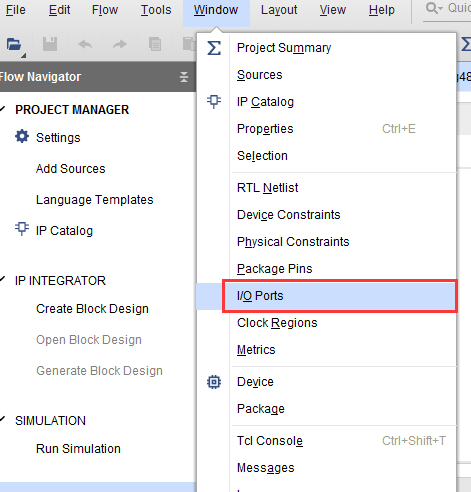 File Edit Flow Tools Window Layout View Help Quic
Flow Navigator
PROJECT MANAGER
Settings
Add Sources
Language Templates
IP Catalog
IP INTEGRATOR
Create Block Design
Open Block Design
Generate Block Design
SIMULATION
Run Simulation
Project Summary
Sources
IP Catalog
Properties Ctrl+E
Selection
RTL Netlist
Device Constraints
Physical Constraints
Package Pins
I/O Ports
Clock Regions
Metrics
Device
Package
Tcl Console Ctrl+Shift+T
Messages